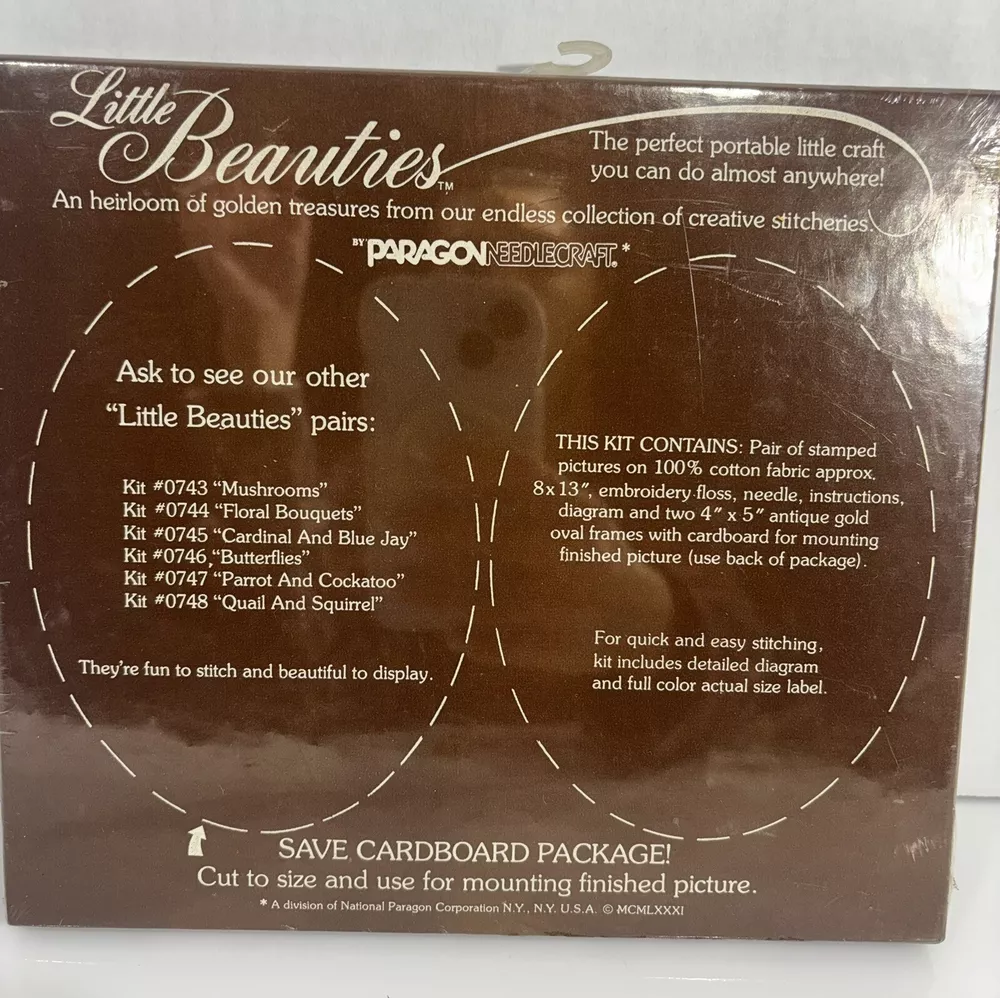 Little
Beauties™
The perfect portable little craft
you can do almost anywhere!
An heirloom of golden treasures from our endless collection of creative stitcheries.
BY PARAGON NEEDLECRAFT®*
Ask to see our other
“Little Beauties” pairs:
Kit #0743 “Mushrooms”
Kit #0744 “Floral Bouquets”
Kit #0745 “Cardinal And Blue Jay”
Kit #0746 “Butterflies”
Kit #0747 “Parrot And Cockatoo”
Kit #0748 “Quail And Squirrel”
They’re fun to stitch and beautiful to display.
THIS KIT CONTAINS: Pair of stamped
pictures on 100% cotton fabric approx.
8x13″, embroidery floss, needle, instructions,
diagram and two 4″ x 5″ antique gold
oval frames with cardboard for mounting
finished picture (use back of package).
For quick and easy stitching,
kit includes detailed diagram
and full color actual size label.
SAVE CARDBOARD PACKAGE!
Cut to size and use for mounting finished picture.
* A division of National Paragon Corporation N.Y., N.Y. U.S.A. © MCMLXXXI